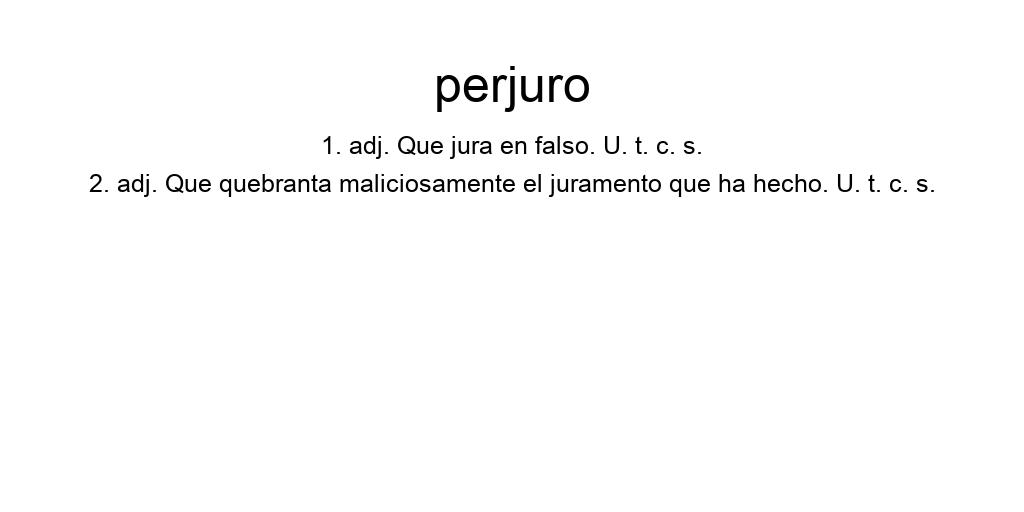 perjuro
1. adj. Que jura en falso. U. t. c. s.
2. adj. Que quebranta maliciosamente el juramento que ha hecho. U. t. c. s.